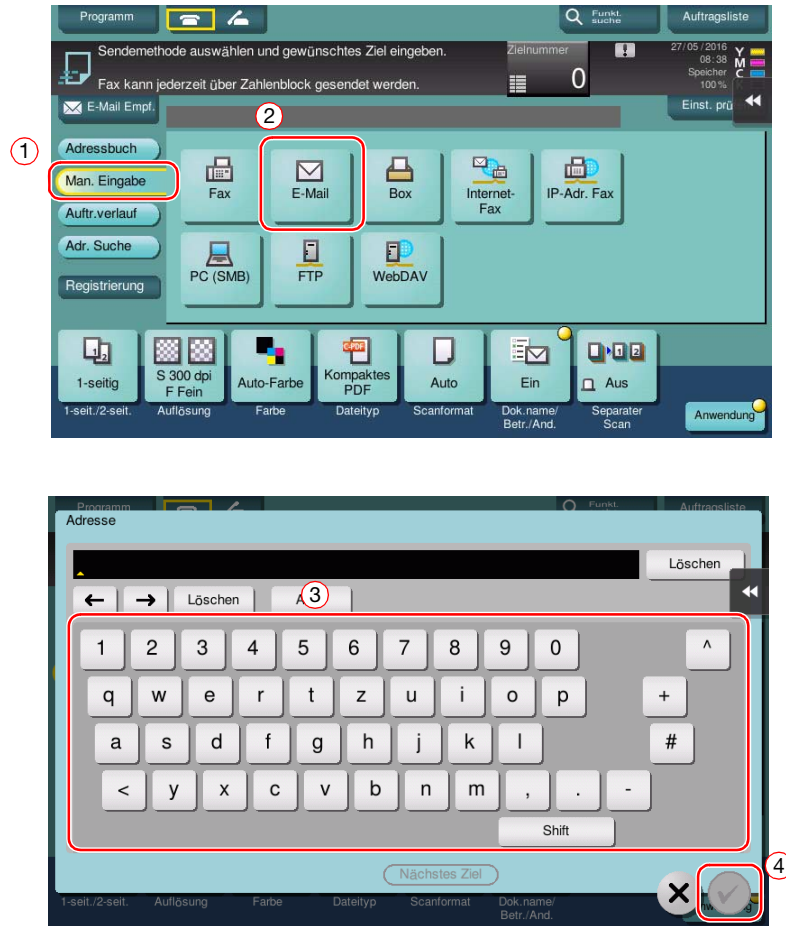 Programm
Funkt.
suche
Auftragsliste
Sendemethode auswählen und gewünschtes Ziel eingeben.
Fax kann jederzeit über Zahlenblock gesendet werden.
Zielnummer
0
27/05/2016
08:38
Speicher
100 %
Y
M
C
K
E-Mail Empf.
Einst. prü
1
2
Adressbuch
Man. Eingabe
Auftr.verlauf
Adr. Suche
Registrierung
Fax
E-Mail
Box
Internet-
Fax
IP-Adr. Fax
PC (SMB)
FTP
WebDAV
1-seitig
S 300 dpi
F Fein
Auto-Farbe
C-PDF
Kompaktes
PDF
Auto
Ein
Aus
1-seit./2-seit.
Auflösung
Farbe
Dateityp
Scanformat
Dok.name/
Betr./And.
Separater
Scan
Anwendung
Programm
Funkt.
Auftragsliste
Adresse
Löschen
← → Löschen
3
1 2 3 4 5 6 7 8 9 0 ^
q w e r t z u i o p +
a s d f g h j k l #
< y x c v b n m , . -
Shift
Nächstes Ziel
4
1-seit./2-seit.
Auflösung
Farbe
Dateityp
Scanformat
Dok.name/
Betr./And.